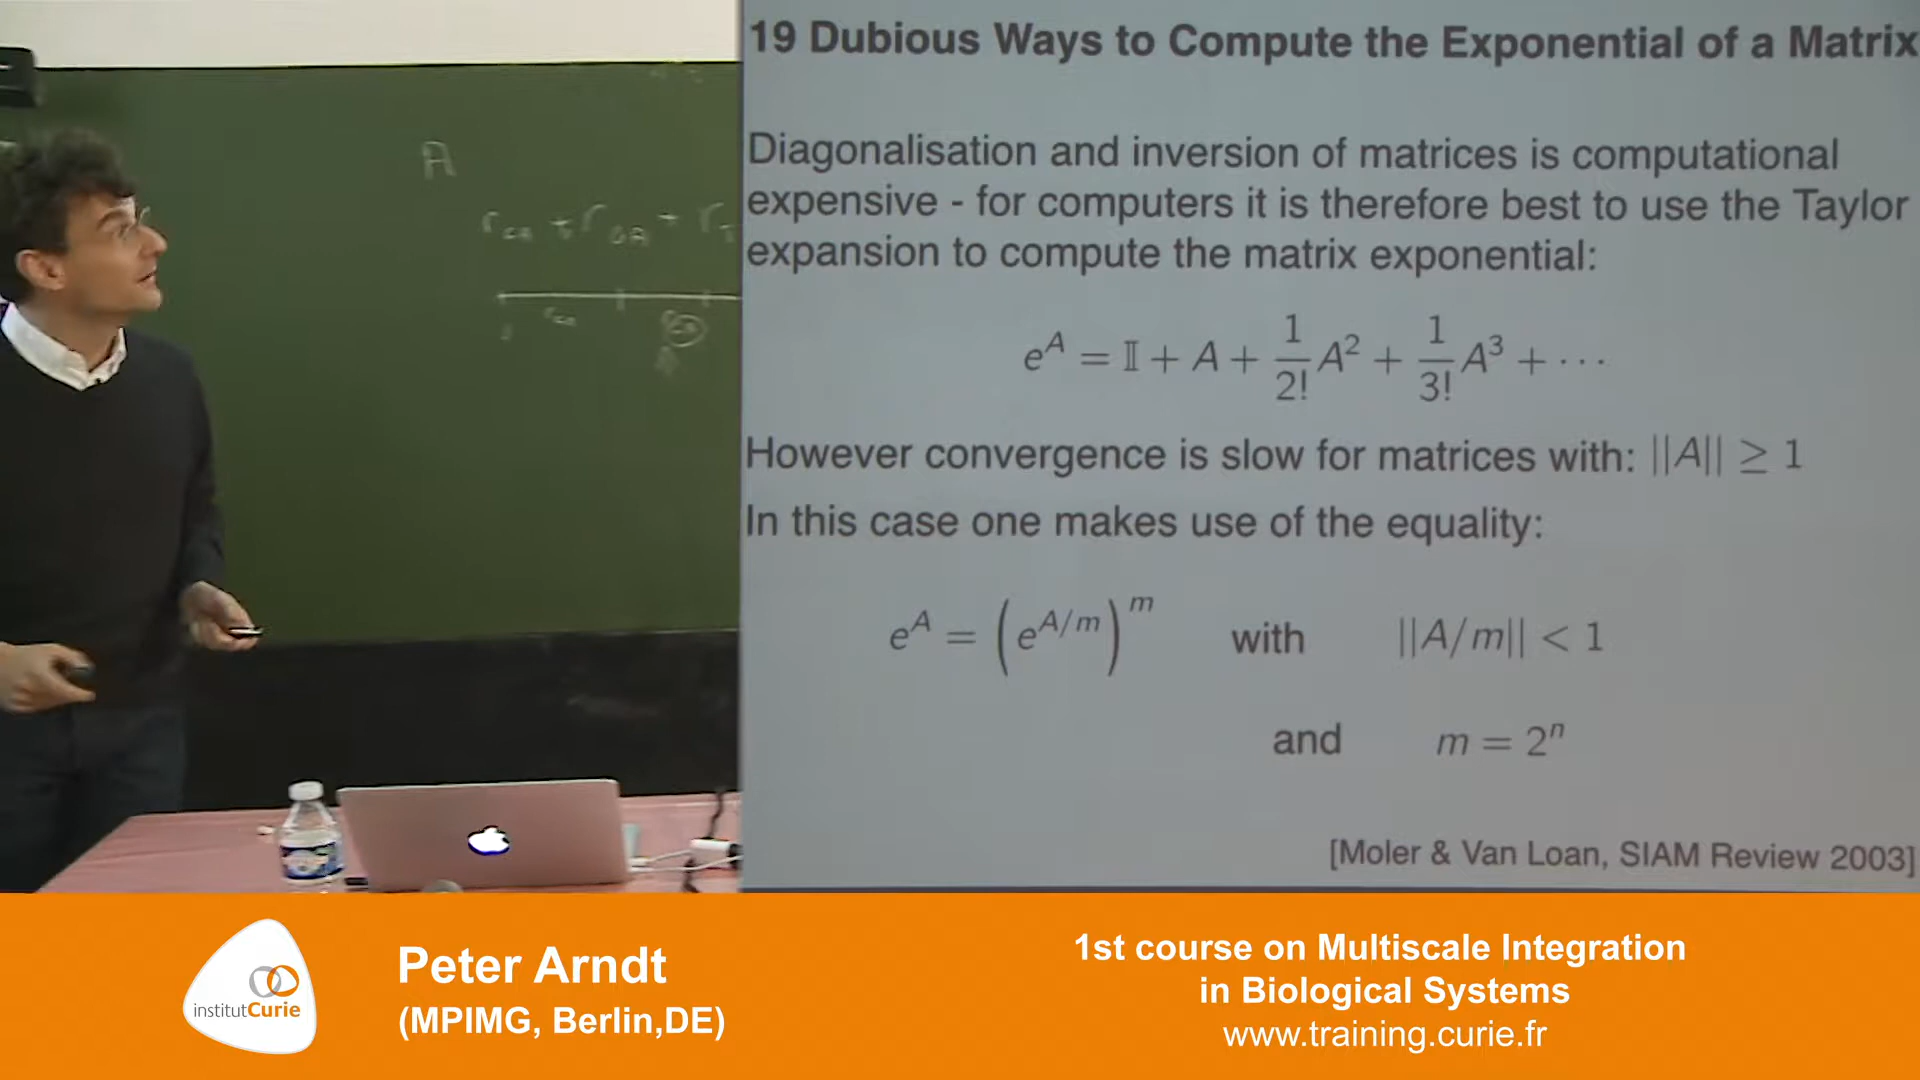 19 Dubious Ways to Compute the Exponential of a Matrix
Diagonalisation and inversion of matrices is computational
expensive - for computers it is therefore best to use the Taylor
expansion to compute the matrix exponential:
e^A = 𝕀 + A + 1/2! A² + 1/3! A³ + ⋯
However convergence is slow for matrices with: ||A|| ≥ 1
In this case one makes use of the equality:
e^A = (e^{A/m})^m with ||A/m|| < 1
and m = 2ⁿ
[Moler & Van Loan, SIAM Review 2003]
A
institutCurie
Peter Arndt
(MPIMG, Berlin,DE)
1st course on Multiscale Integration
in Biological Systems
www.training.curie.fr